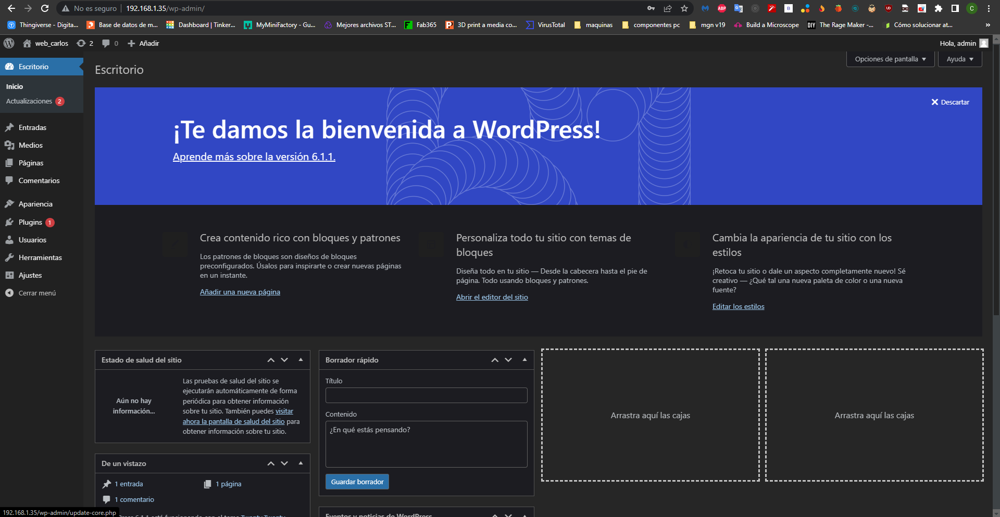 No es seguro
192.168.1.35/wp-admin/
Thingiverse - Digita...
Base de datos de m...
Dashboard | Tinker...
MyMiniFactory - Gu...
Mejores archivos ST...
Fab365
3D print a media co...
VirusTotal
maquinas
componentes pc
mgn v19
Build a Microscope
DIY The Rage Maker -...
Cómo solucionar at...
»
web_carlos
2
0
Añadir
Hola, admin
Opciones de pantalla
Ayuda
Escritorio
Inicio
Actualizaciones 2
Entradas
Medios
Páginas
Comentarios
Apariencia
Plugins 1
Usuarios
Herramientas
Ajustes
Cerrar menú
Escritorio
Descartar
¡Te damos la bienvenida a WordPress!
Aprende más sobre la versión 6.1.1.
Crea contenido rico con bloques y patrones
Los patrones de bloques son diseños de bloques
preconfigurados. Úsalos para inspirarte o crear nuevas páginas
en un instante.
Añadir una nueva página
Personaliza todo tu sitio con temas de
bloques
Diseña todo en tu sitio — Desde la cabecera hasta el pie de
página. Todo usando bloques y patrones.
Abrir el editor del sitio
Cambia la apariencia de tu sitio con los
estilos
¡Retoca tu sitio o dale un aspecto completamente nuevo! Sé
creativo — ¿Qué tal una nueva paleta de color o una nueva
fuente?
Editar los estilos
Estado de salud del sitio
Aún no hay
información...
Las pruebas de salud del sitio se
ejecutarán automáticamente de forma
periódica para obtener información
sobre tu sitio. También puedes visitar
ahora la pantalla de salud del sitio para
obtener información sobre tu sitio.
De un vistazo
1 entrada
1 página
1 comentario
Borrador rápido
Título
Contenido
¿En qué estás pensando?
Guardar borrador
Eventos y noticias de WordPress
Arrastra aquí las cajas
Arrastra aquí las cajas
192.168.1.35/wp-admin/update-core.php